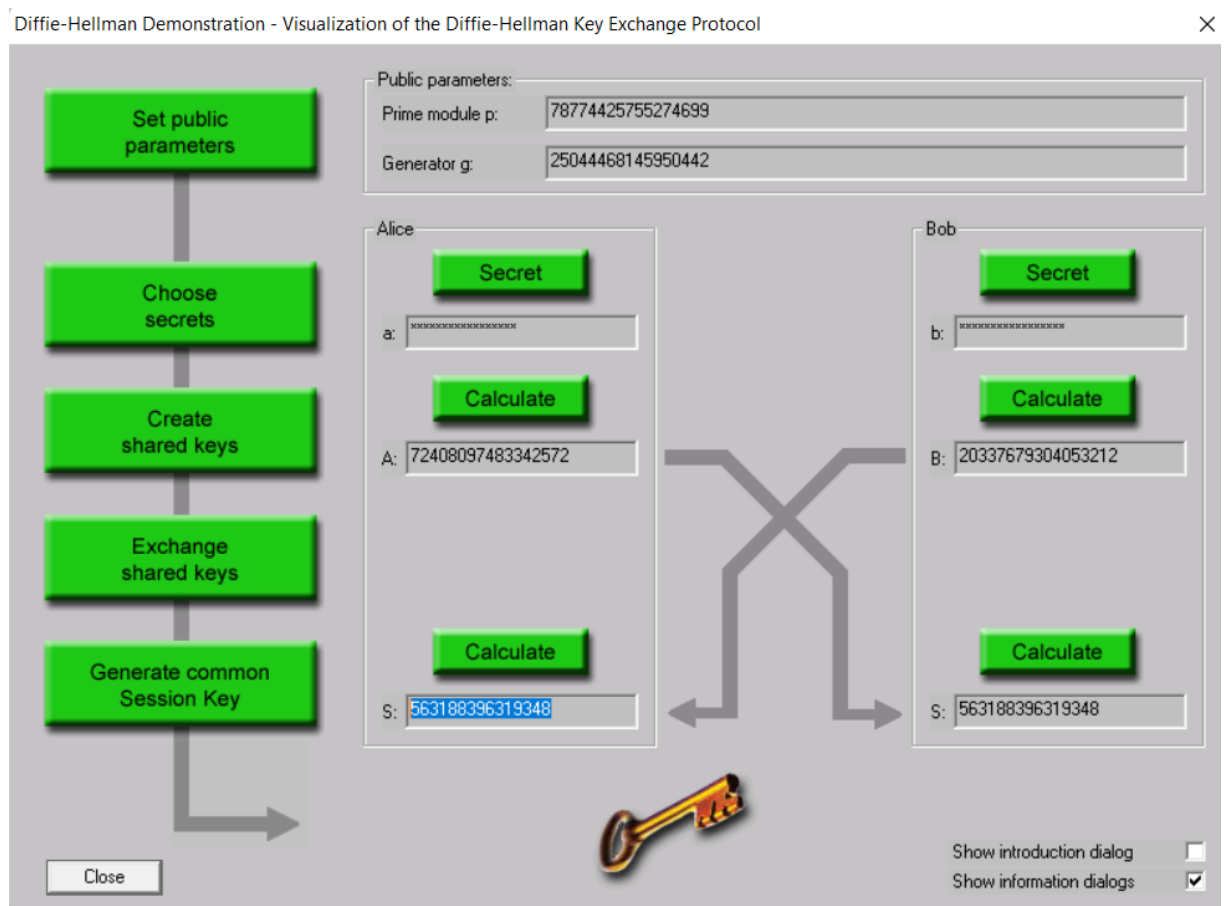 Diffie-Hellman Demonstration - Visualization of the Diffie-Hellman Key Exchange Protocol
Set public
parameters
Choose
secrets
Create
shared keys
Exchange
shared keys
Generate common
Session Key
Public parameters:
Prime module p: 78774425755274699
Generator g: 25044468145950442
Alice
Secret
a: *****************
Calculate
A: 72408097483342572
Calculate
S: 563188396319348
Bob
Secret
b: *****************
Calculate
B: 20337679304053212
Calculate
S: 563188396319348
Close
Show introduction dialog
Show information dialogs